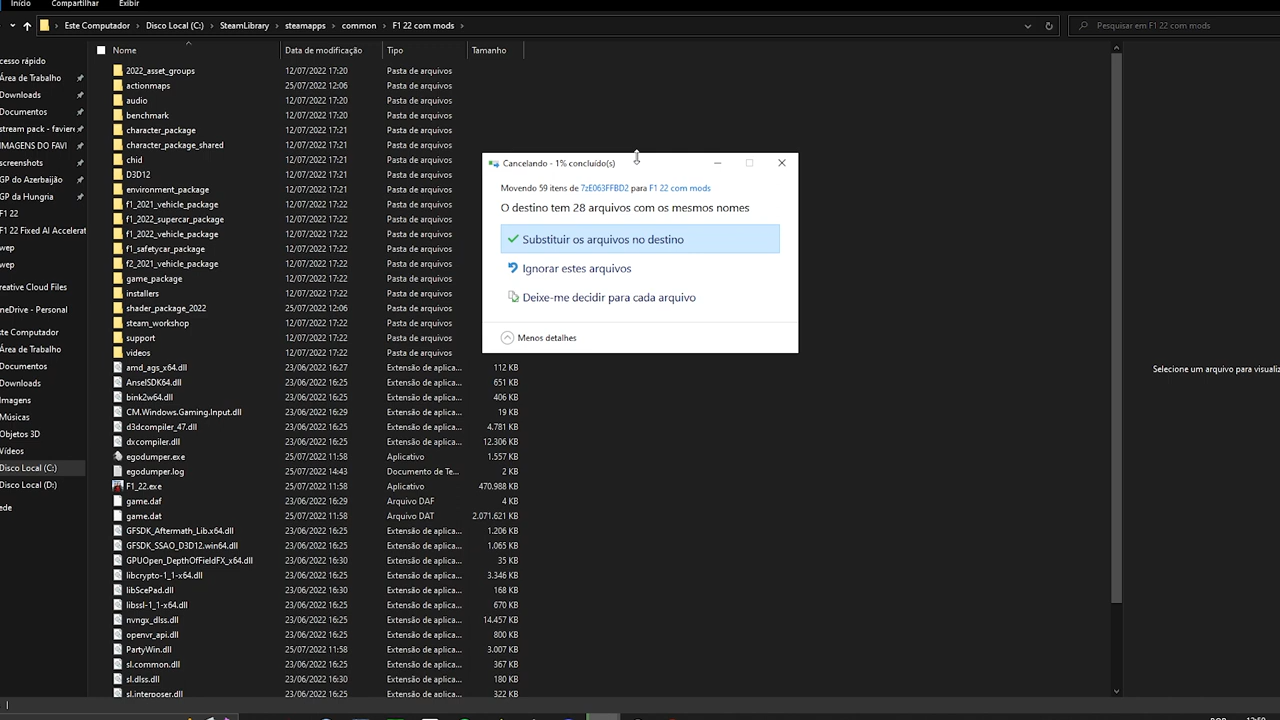 Início Compartilhar Exibir
Este Computador > Disco Local (C:) > SteamLibrary > steamapps > common > F1 22 com mods >
Pesquisar em F1 22 com mods
Nome Data de modificação Tipo Tamanho
cesso rápido
Área de Trabalho
Downloads
Documentos
stream pack - faviere
IMAGENS DO FAVI
screenshots
GP do Azerbaijão
GP da Hungria
F1 22
F1 22 Fixed AI Accelerat
wep
wep
reative Cloud Files
neDrive - Personal
ste Computador
Área de Trabalho
Documentos
Downloads
magens
Músicas
Objetos 3D
Vídeos
Disco Local (C:)
Disco Local (D:)
ede
2022_asset_groups 12/07/2022 17:20 Pasta de arquivos
actionmaps 25/07/2022 12:06 Pasta de arquivos
audio 12/07/2022 17:20 Pasta de arquivos
benchmark 12/07/2022 17:20 Pasta de arquivos
character_package 12/07/2022 17:21 Pasta de arquivos
character_package_shared 12/07/2022 17:21 Pasta de arquivos
chid 12/07/2022 17:21 Pasta de arquivos
D3D12 12/07/2022 17:21 Pasta de arquivos
environment_package 12/07/2022 17:21 Pasta de arquivos
f1_2021_vehicle_package 12/07/2022 17:21 Pasta de arquivos
f1_2022_supercar_package 12/07/2022 17:21 Pasta de arquivos
f1_2022_vehicle_package 12/07/2022 17:21 Pasta de arquivos
f1_safetycar_package 12/07/2022 17:21 Pasta de arquivos
f2_2021_vehicle_package 12/07/2022 17:21 Pasta de arquivos
game_package 12/07/2022 17:22 Pasta de arquivos
installers 12/07/2022 17:22 Pasta de arquivos
shader_package_2022 25/07/2022 12:06 Pasta de arquivos
steam_workshop 12/07/2022 17:22 Pasta de arquivos
support 12/07/2022 17:22 Pasta de arquivos
videos 12/07/2022 17:22 Pasta de arquivos
amd_ags_x64.dll 23/06/2022 16:27 Extensão de aplica... 112 KB
AnselSDK64.dll 23/06/2022 16:25 Extensão de aplica... 651 KB
bink2w64.dll 23/06/2022 16:25 Extensão de aplica... 406 KB
CM.Windows.Gaming.Input.dll 23/06/2022 16:29 Extensão de aplica... 19 KB
d3dcompiler_47.dll 23/06/2022 16:25 Extensão de aplica... 4.781 KB
dxcompiler.dll 23/06/2022 16:25 Extensão de aplica... 12.306 KB
egodumper.exe 25/07/2022 11:58 Aplicativo 1.557 KB
egodumper.log 25/07/2022 14:43 Documento de Te... 2 KB
F1_22.exe 25/07/2022 11:58 Aplicativo 470.988 KB
game.daf 23/06/2022 16:29 Arquivo DAF 4 KB
game.dat 25/07/2022 11:58 Arquivo DAT 2.071.621 KB
GFSDK_Aftermath_Lib.x64.dll 23/06/2022 16:25 Extensão de aplica... 1.206 KB
GFSDK_SSAO_D3D12.win64.dll 23/06/2022 16:25 Extensão de aplica... 1.065 KB
GPUOpen_DepthOfFieldFX_x64.dll 23/06/2022 16:30 Extensão de aplica... 35 KB
libcrypto-1_1-x64.dll 23/06/2022 16:25 Extensão de aplica... 3.346 KB
libScePad.dll 23/06/2022 16:30 Extensão de aplica... 168 KB
libssl-1_1-x64.dll 23/06/2022 16:25 Extensão de aplica... 670 KB
nvngx_dlss.dll 23/06/2022 16:25 Extensão de aplica... 14.457 KB
openvr_api.dll 23/06/2022 16:25 Extensão de aplica... 800 KB
PartyWin.dll 25/07/2022 11:58 Extensão de aplica... 3.007 KB
sl.common.dll 23/06/2022 16:25 Extensão de aplica... 367 KB
sl.dlss.dll 23/06/2022 16:25 Extensão de aplica... 180 KB
sl.interposer.dll 23/06/2022 16:25 Extensão de aplica... 322 KB
Cancelando - 1% concluído(s)
Movendo 59 itens de 7zE063FFBD2 para F1 22 com mods
O destino tem 28 arquivos com os mesmos nomes
Substituir os arquivos no destino
Ignorar estes arquivos
Deixe-me decidir para cada arquivo
Menos detalhes
Selecione um arquivo para visualiz